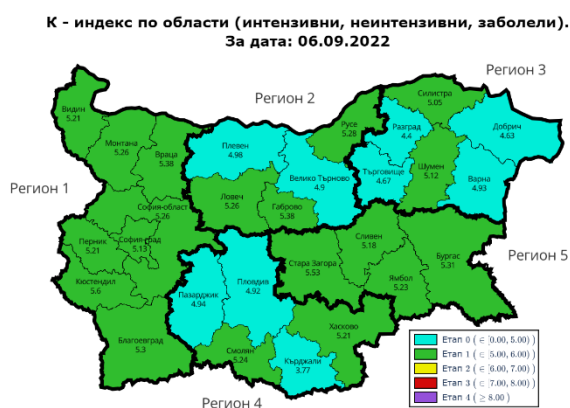 К - индекс по области (интензивни, неинтензивни, заболели).
За дата: 06.09.2022
Регион 3
Регион 2
Видин
5.21
Силистра
5.05
Русе
5.28
Разград
4.4
Добрич
4.63
Монтана
5.26
Враца
5.38
Плевен
4.98
Велико Търново
4.9
Търговище
4.67
Шумен
5.12
Варна
4.93
Регион 1
Ловеч
5.26
Габрово
5.38
София-област
5.26
София-град
5.13
Перник
5.21
Сливен
5.18
Бургас
5.31
Регион 5
Стара Загора
5.53
Ямбол
5.23
Пловдив
4.92
Пазарджик
4.94
Кюстендил
5.6
Благоевград
5.3
Хасково
5.21
Смолян
5.24
Кърджали
3.77
Регион 4
Етап 0 ( ∈ [0.00, 5.00) )
Етап 1 ( ∈ [5.00, 6.00) )
Етап 2 ( ∈ [6.00, 7.00) )
Етап 3 ( ∈ [7.00, 8.00) )
Етап 4 ( ≥ 8.00) )